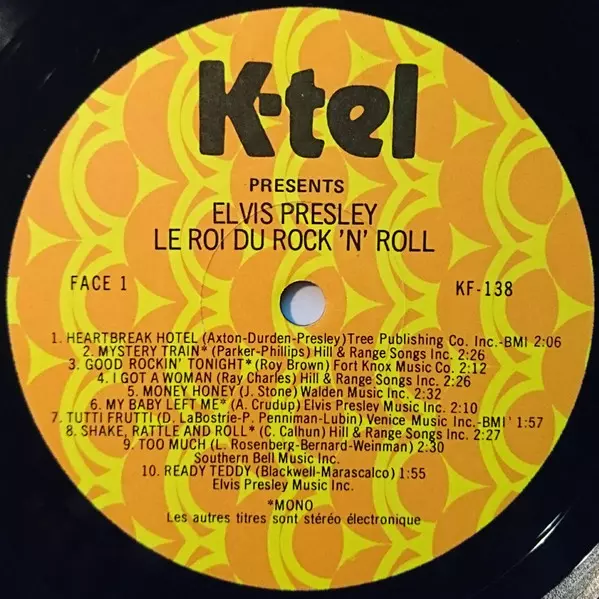 K-tel
PRESENTS
ELVIS PRESLEY
LE ROI DU ROCK 'N' ROLL
FACE 1
KF-138
1. HEARTBREAK HOTEL (Axton-Durden-Presley)Tree Publishing Co. Inc.-BMI 2:06
2. MYSTERY TRAIN* (Parker-Phillips) Hill & Range Songs Inc. 2:26
3. GOOD ROCKIN' TONIGHT* (Roy Brown) Fort Knox Music Co. 2:12
4. I GOT A WOMAN (Ray Charles) Hill & Range Songs Inc. 2:26
5. MONEY HONEY (J. Stone) Walden Music Inc. 2:32
6. MY BABY LEFT ME* (A. Crudup) Elvis Presley Music Inc. 2:10
7. TUTTI FRUTTI (D. LaBostrie-P. Penniman-Lubin) Venice Music Inc.-BMI' 1:57
8. SHAKE, RATTLE AND ROLL* (C. Calhun) Hill & Range Songs Inc. 2:27
9. TOO MUCH (L. Rosenberg-Bernard-Weinman) 2:30
Southern Bell Music Inc.
10. READY TEDDY (Blackwell-Marascalco) 1:55
Elvis Presley Music Inc.
*MONO
Les autres titres sont stéréo électronique